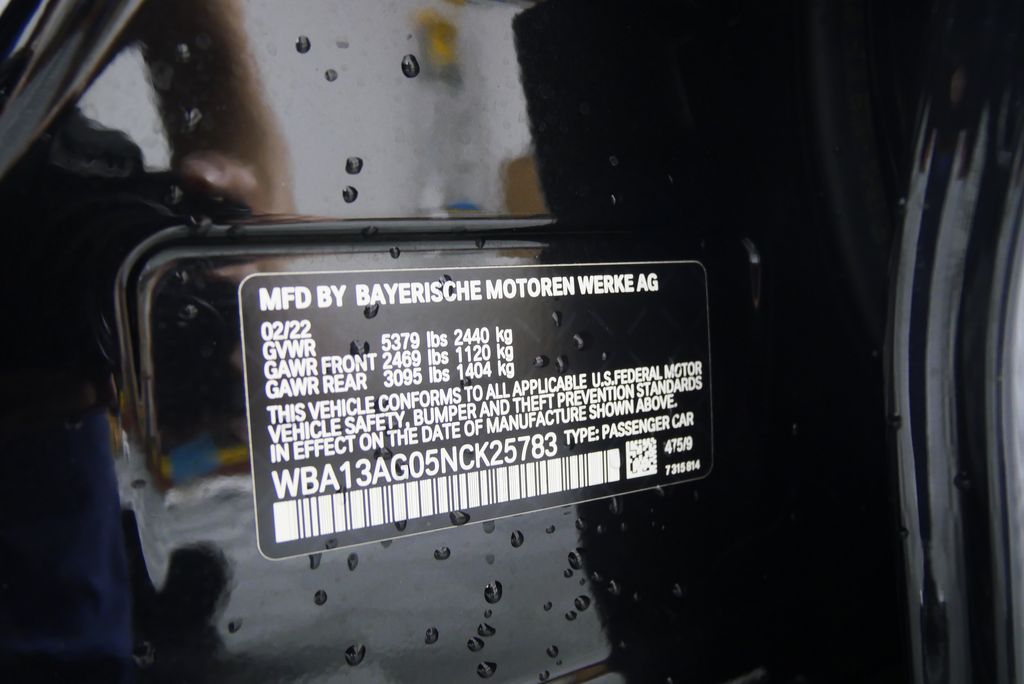 MFD BY BAYERISCHE MOTOREN WERKE AG
02/22
GVWR 5379 lbs 2440 kg
GAWR FRONT 2469 lbs 1120 kg
GAWR REAR 3095 lbs 1404 kg
THIS VEHICLE CONFORMS TO ALL APPLICABLE U.S.FEDERAL MOTOR
VEHICLE SAFETY, BUMPER AND THEFT PREVENTION STANDARDS
IN EFFECT ON THE DATE OF MANUFACTURE SHOWN ABOVE.
WBA13AG05NCK25783 TYPE: PASSENGER CAR
475/9
7 315 814